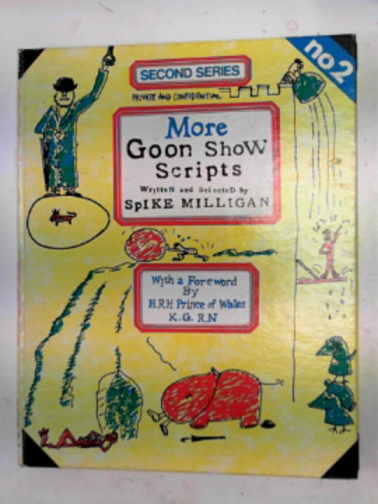 no2
SECOND SERIES
PRIVATE AND CONFIDENTIAL
More
Goon Show
Scripts
Written and Selected by
SPIKE MILLIGAN
With a Foreword
By
H.R.H Prince of Wales
K.G. R.N